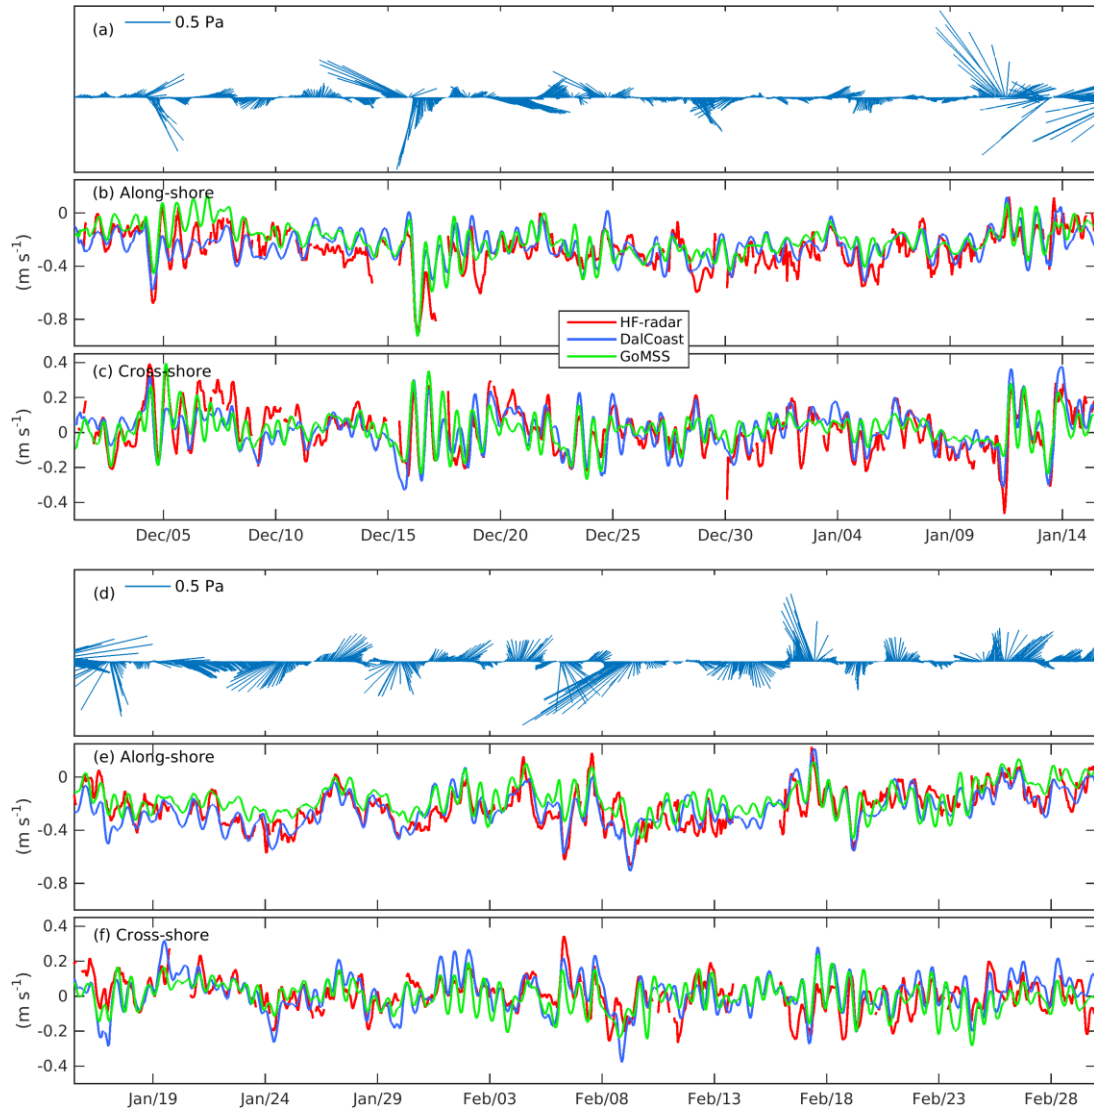 (a) 0.5 Pa
(b) Along-shore
0
-0.4
-0.8
(m s⁻¹)
HF-radar
DalCoast
GoMSS
(c) Cross-shore
0.4
0.2
0
-0.2
-0.4
(m s⁻¹)
Dec/05 Dec/10 Dec/15 Dec/20 Dec/25 Dec/30 Jan/04 Jan/09 Jan/14
(d) 0.5 Pa
(e) Along-shore
0
-0.4
-0.8
(m s⁻¹)
(f) Cross-shore
0.4
0.2
0
-0.2
-0.4
(m s⁻¹)
Jan/19 Jan/24 Jan/29 Feb/03 Feb/08 Feb/13 Feb/18 Feb/23 Feb/28